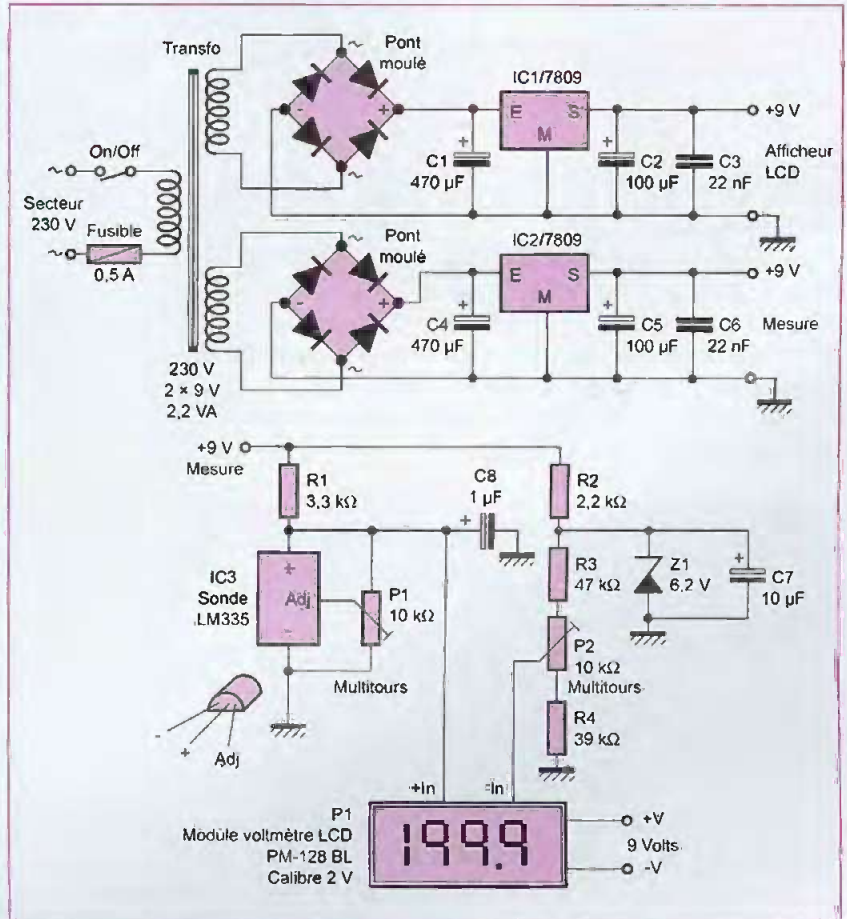 Transfo
Pont
moulé
IC1/7809
E S
M
+9 V
On/Off
C1
470 µF
C2
100 µF
C3
22 nF
Afficheur
LCD
Secteur
230 V
Fusible
0,5 A
Pont
moulé
IC2/7809
E S
M
+9 V
C4
470 µF
C5
100 µF
C6
22 nF
Mesure
230 V
2 × 9 V
2,2 VA
+9 V
Mesure
R1
3,3 kΩ
C8
1 µF
R2
2,2 kΩ
IC3
Sonde
LM335
+
Adj
-
P1
10 kΩ
R3
47 kΩ
Z1
6,2 V
C7
10 µF
Multitours
P2
10 kΩ
Multitours
- + Adj
R4
39 kΩ
+In
-In
P1
Module voltmètre LCD
PM-128 BL
Calibre 2 V
199.9
+V
9 Volts
-V